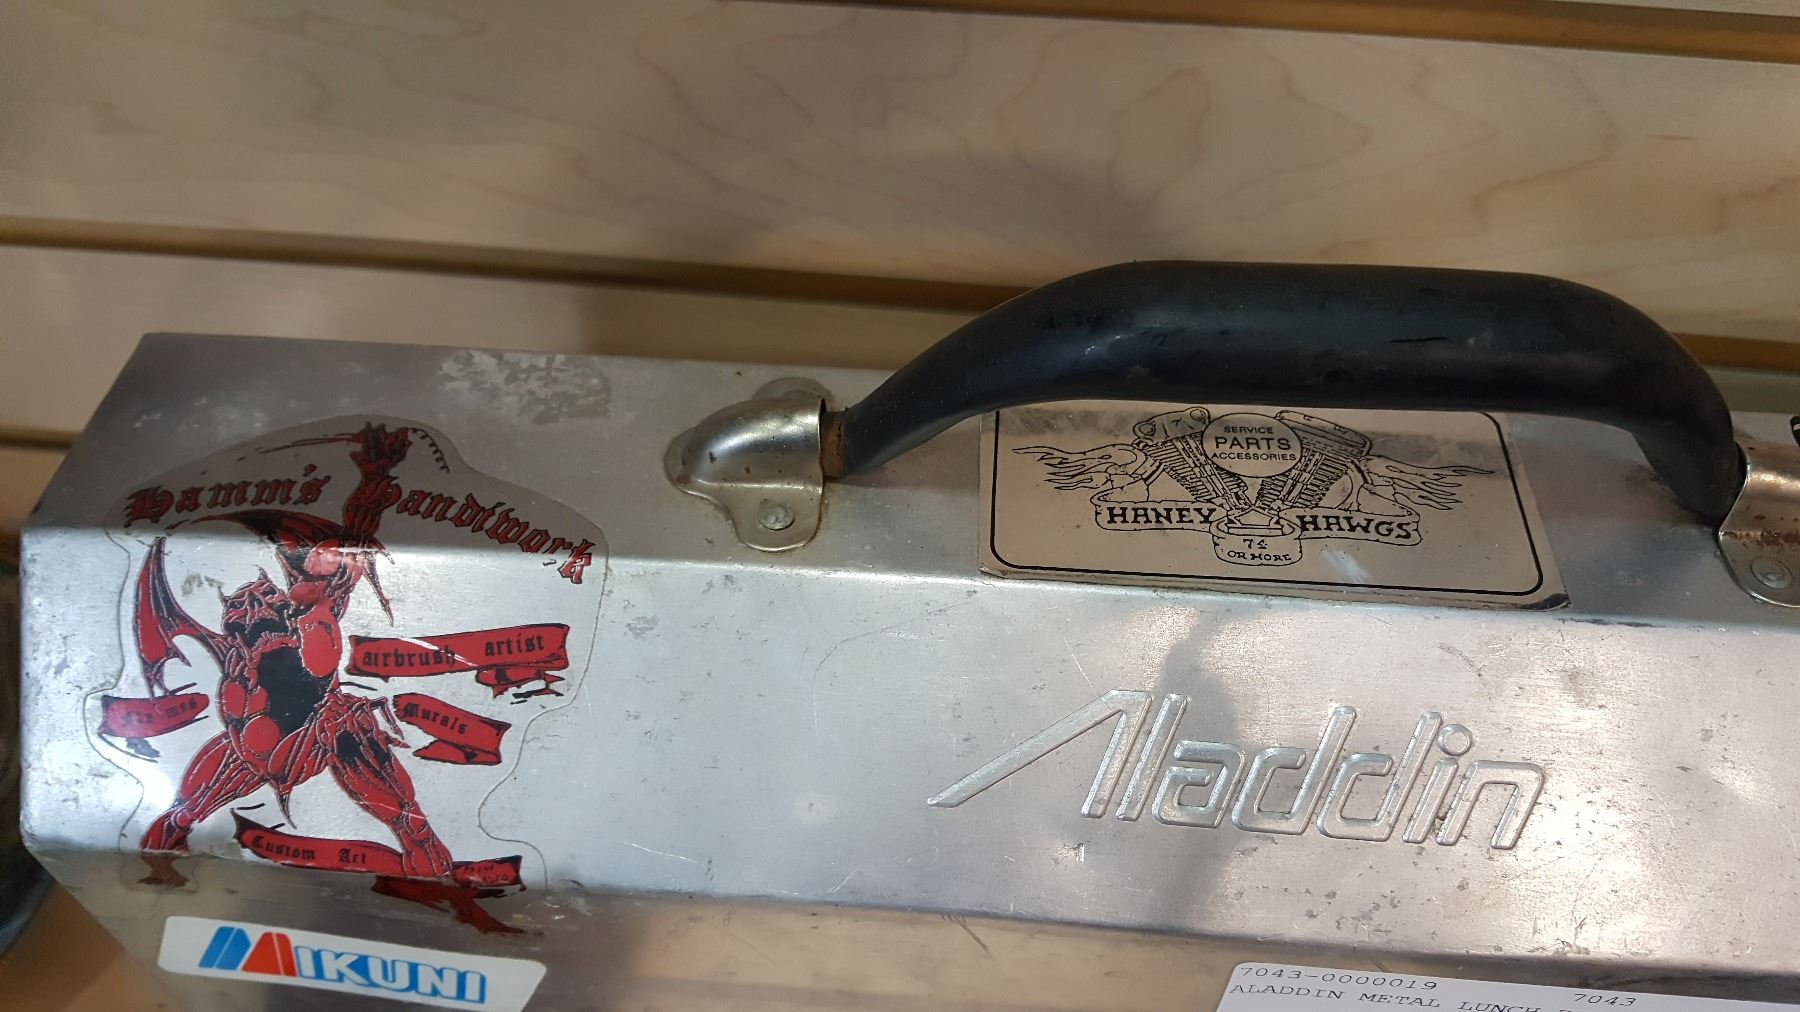 Hamm's Handiwork
airbrush artist
Murals
Custom Art
MIKUNI
SERVICE
PARTS
ACCESSORIES
HANEY HAWGS
74
OR MORE
Aladdin
7043-0000019 7043
ALADDIN METAL LUNCH